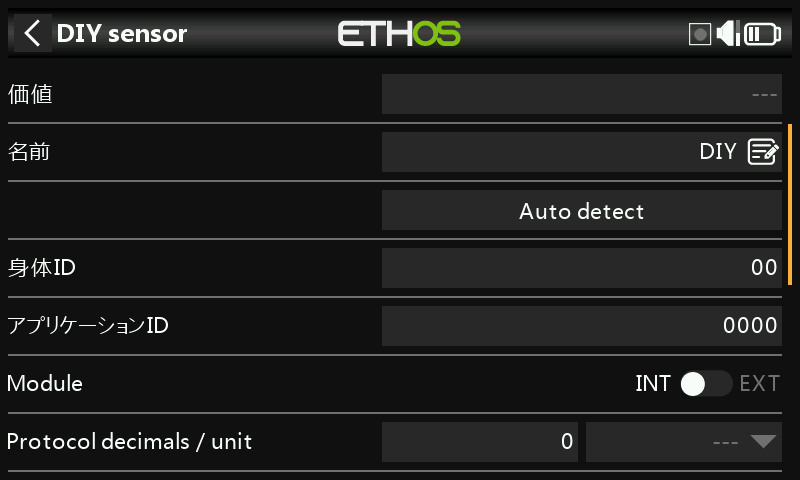 DIY sensor
ETHOS
価値
---
名前
DIY
Auto detect
身体ID
00
アプリケーションID
0000
Module
INT EXT
Protocol decimals / unit
0
---